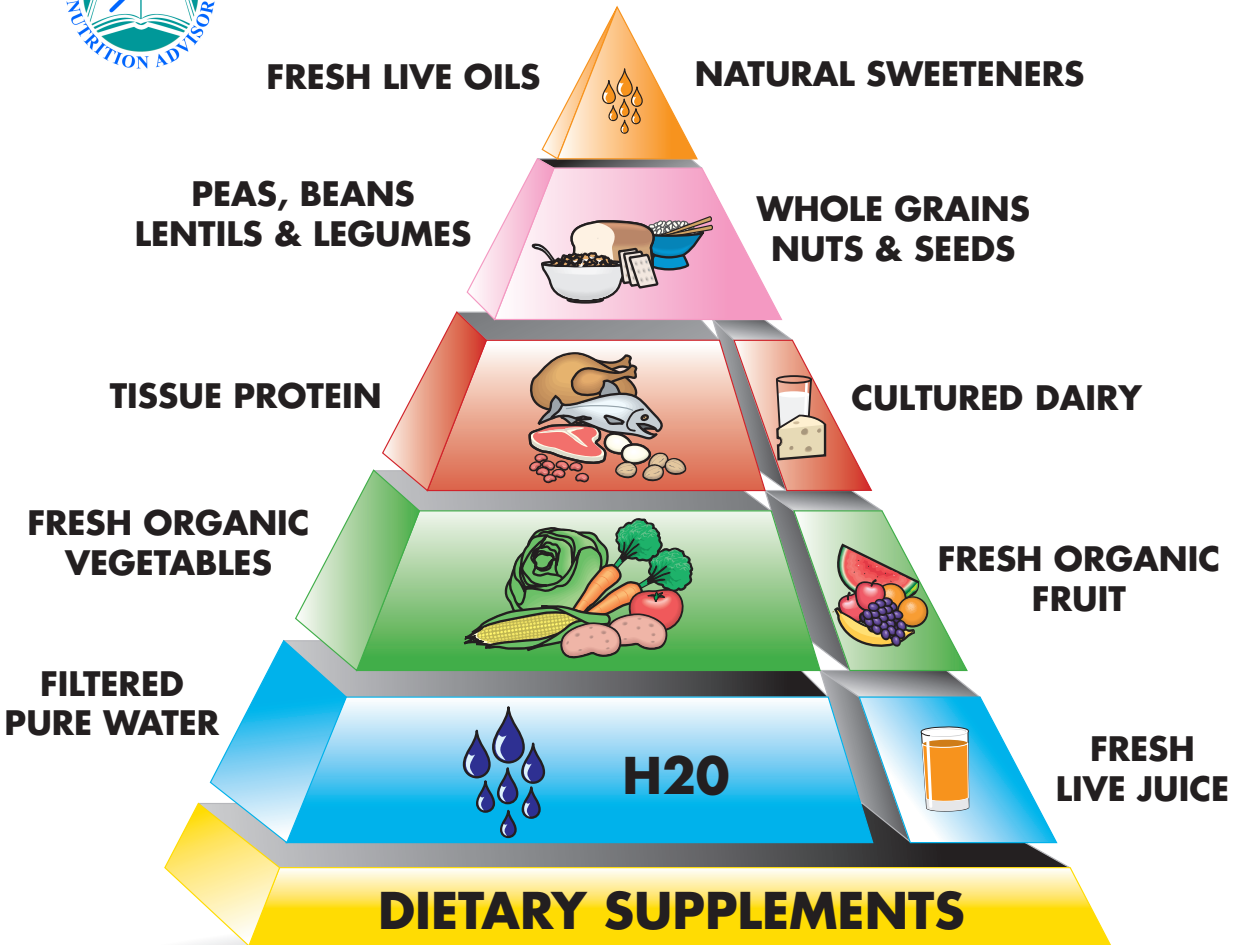 NUTRITION ADVISOR
FRESH LIVE OILS
NATURAL SWEETENERS
PEAS, BEANS
LENTILS & LEGUMES
WHOLE GRAINS
NUTS & SEEDS
TISSUE PROTEIN
CULTURED DAIRY
FRESH ORGANIC
VEGETABLES
FRESH ORGANIC
FRUIT
FILTERED
PURE WATER
H20
FRESH
LIVE JUICE
DIETARY SUPPLEMENTS